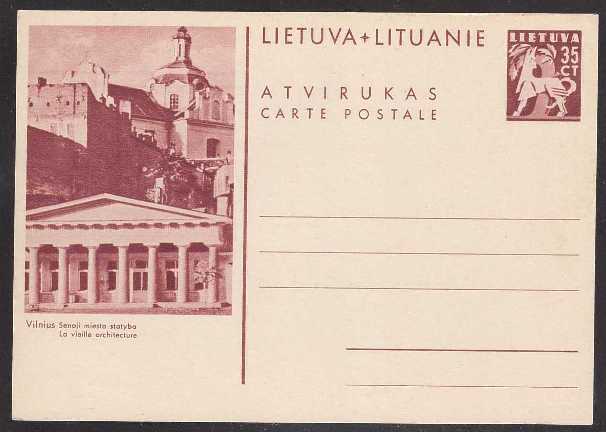 LIETUVA + LITUANIE
LIETUVA
35
CT
ATVIRUKAS
CARTE POSTALE
Vilnius Senoji miesto statyba
La vieille architecture